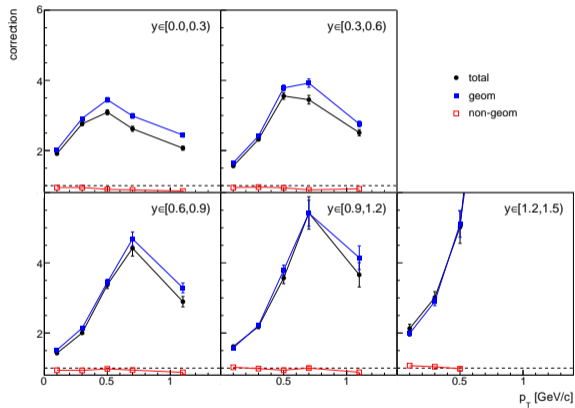 6
y∈[0.0,0.3)
y∈[0.3,0.6)
correction
total
4
geom
non-geom
2
y∈[0.6,0.9)
y∈[0.9,1.2)
y∈[1.2,1.5)
4
2
0 0.5 1 0.5 1 0.5 1
p_T [GeV/c]